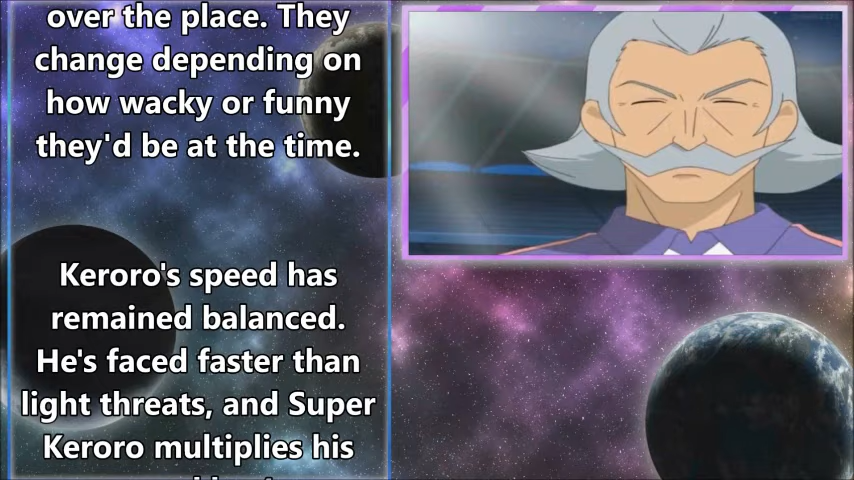 over the place. They
change depending on
how wacky or funny
they'd be at the time.
Keroro's speed has
remained balanced.
He's faced faster than
light threats, and Super
Keroro multiplies his